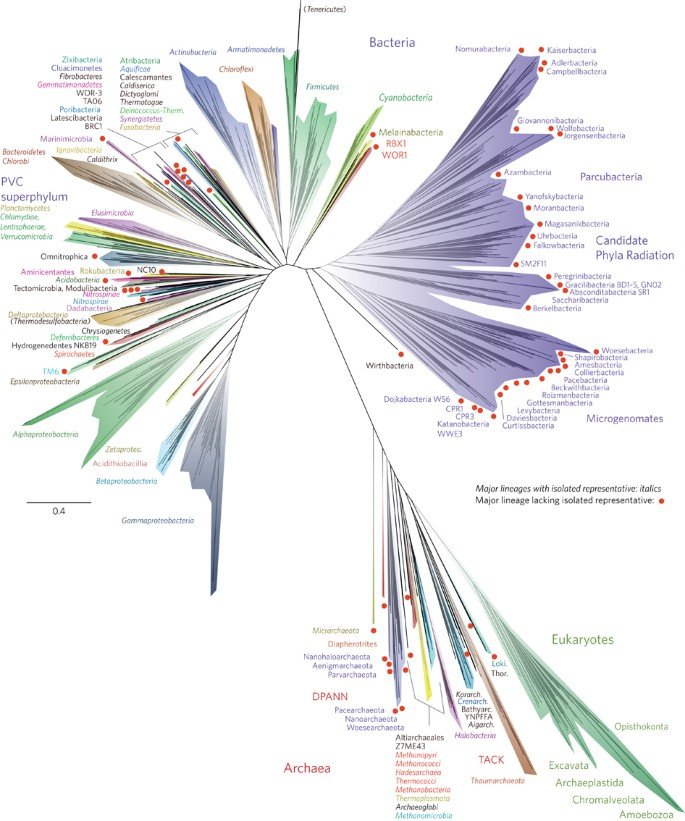 (Tenericutes)
Bacteria
Armatimonadetes
Actinobacteria
Chloroflexi
Firmicutes
Cyanobacteria
Melainabacteria
RBX1
WOR1
Zixibacteria
Cloacimonetes
Fibrobacteres
Gemmatimonadetes
WOR-3
TA06
Poribacteria
Latescibacteria
BRC1
Atribacteria
Aquificae
Calescamantes
Caldiserica
Dictyoglomi
Thermotogae
Deinococcus-Therm.
Synergistetes
Fusobacteria
Marinimicrobia
Ignavibacteria
Bacteroidetes
Chlorobi
Caldithrix
PVC
superphylum
Planctomycetes
Chlamydiae,
Lentisphaerae,
Verrucomicrobia
Elusimicrobia
Omnitrophica
Aminicentantes
Rokubacteria
NC10
Acidobacteria
Tectomicrobia, Modulibacteria
Nitrospinae
Nitrospirae
Dadabacteria
Deltaproteobacteria
(Thermodesulfobacteria)
Chrysiogenetes
Deferribacteres
Hydrogenedentes NKB19
Spirochaetes
TM6
Epsilonproteobacteria
Alphaproteobacteria
Zetaproteo.
Acidithiobacillia
Betaproteobacteria
Gammaproteobacteria
0.4
Nomurabacteria
Kaiserbacteria
Adlerbacteria
Campbellbacteria
Giovannonibacteria
Wolfebacteria
Jorgensenbacteria
Azambacteria
Parcubacteria
Yanofskybacteria
Moranbacteria
Magasanikbacteria
Uhrbacteria
Falkowbacteria
Candidate
Phyla Radiation
SM2F11
Peregrinibacteria
Gracilibacteria BD1-5, GN02
Absconditabacteria SR1
Saccharibacteria
Berkelbacteria
Woesebacteria
Shapirobacteria
Amesbacteria
Collierbacteria
Pacebacteria
Beckwithbacteria
Roizmanbacteria
Gottesmanbacteria
Levybacteria
Daviesbacteria
Curtissbacteria
Microgenomates
Wirthbacteria
Dojkabacteria WS6
CPR1
CPR3
Katanobacteria
WWE3
Major lineages with isolated representative: italics
Major lineage lacking isolated representative:
Micrarchaeota
Diapherotrites
Nanohaloarchaeota
Aenigmarchaeota
Parvarchaeota
DPANN
Pacearchaeota
Nanoarchaeota
Woesearchaeota
Archaea
Altiarchaeales
Z7ME43
Methanopyri
Methanococci
Hadesarchaea
Thermococci
Methanobacteria
Thermoplasmata
Archaeoglobi
Methanomicrobia
Halobacteria
Korarch.
Crenarch.
Bathyarc.
YNPFFA
Aigarch.
TACK
Thaumarchaeota
Loki.
Thor.
Eukaryotes
Opisthokonta
Excavata
Archaeplastida
Chromalveolata
Amoebozoa